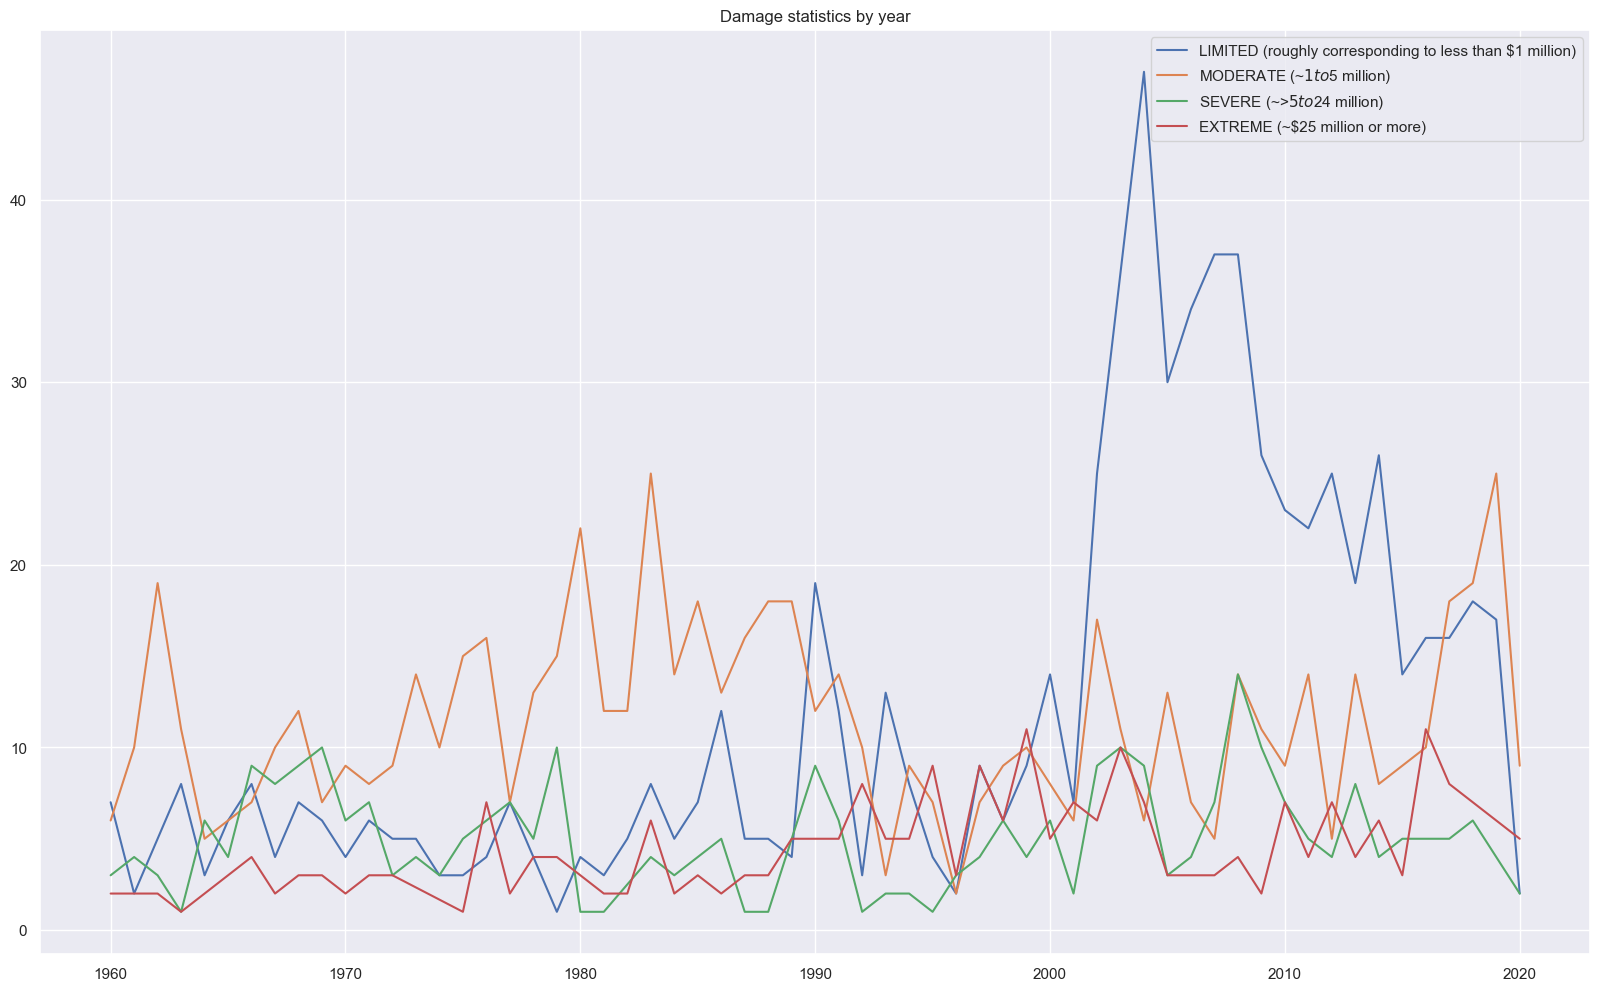 Damage statistics by year
LIMITED (roughly corresponding to less than $1 million)
MODERATE (~1to5 million)
SEVERE (~>5to24 million)
EXTREME (~$25 million or more)
40
30
20
10
0
1960 1970 1980 1990 2000 2010 2020